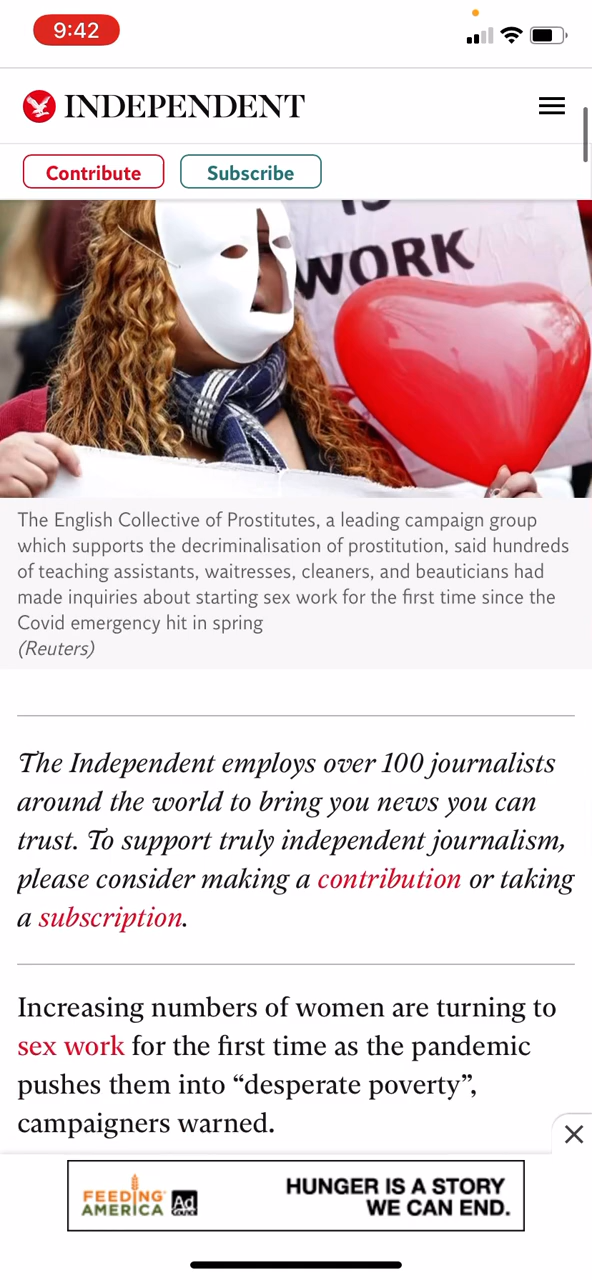 9:42
INDEPENDENT
Contribute
Subscribe
IS
WORK
The English Collective of Prostitutes, a leading campaign group
which supports the decriminalisation of prostitution, said hundreds
of teaching assistants, waitresses, cleaners, and beauticians had
made inquiries about starting sex work for the first time since the
Covid emergency hit in spring
(Reuters)
The Independent employs over 100 journalists
around the world to bring you news you can
trust. To support truly independent journalism,
please consider making a contribution or taking
a subscription.
Increasing numbers of women are turning to
sex work for the first time as the pandemic
pushes them into “desperate poverty”,
campaigners warned.
FEEDING
AMERICA
Ad
Council
HUNGER IS A STORY
WE CAN END.